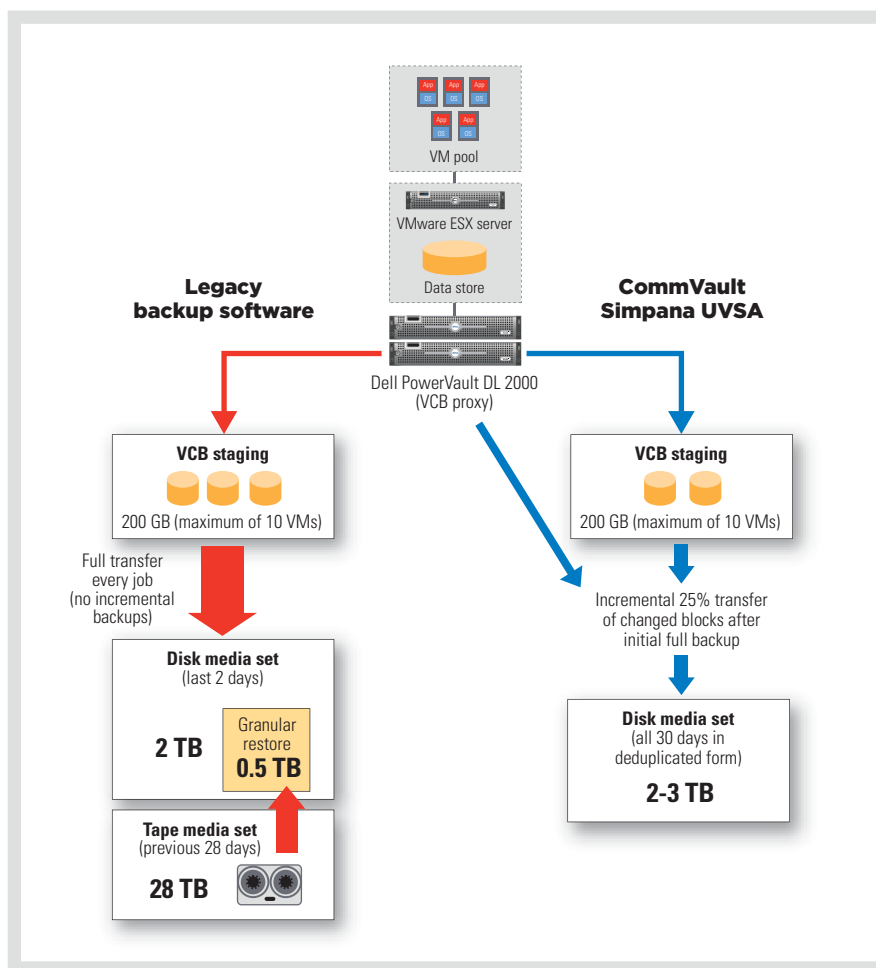 App
App
App
OS
OS
OS
App
App
OS
OS
VM pool
VMware ESX server
Data store
Legacy
backup software
CommVault
Simpana UVSA
Dell PowerVault DL 2000
(VCB proxy)
VCB staging
200 GB (maximum of 10 VMs)
VCB staging
200 GB (maximum of 10 VMs)
Full transfer
every job
(no incremental
backups)
Incremental 25% transfer
of changed blocks after
initial full backup
Disk media set
(last 2 days)
2 TB
Granular
restore
0.5 TB
Disk media set
(all 30 days in
deduplicated form)
2-3 TB
Tape media set
(previous 28 days)
28 TB